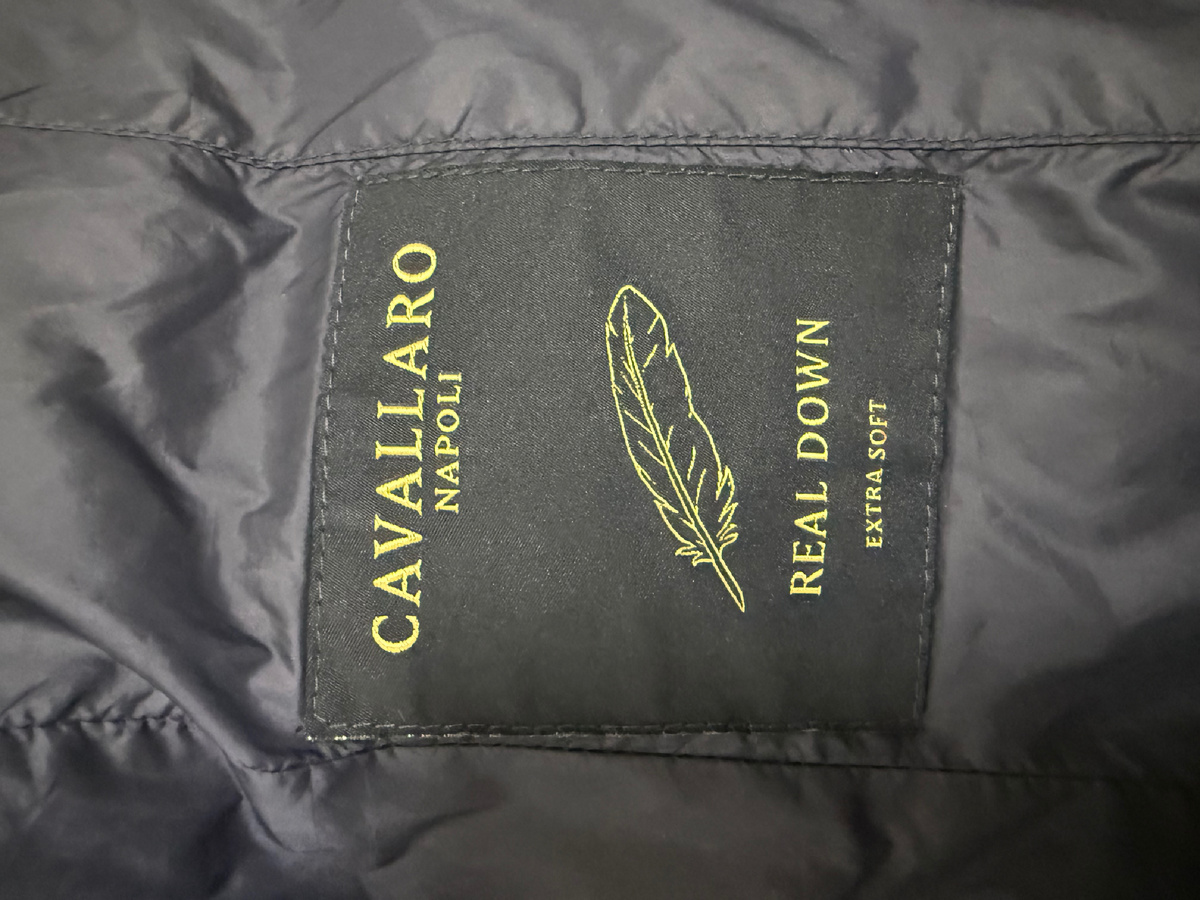 CAVALLARO
NAPOLI
REAL DOWN
EXTRA SOFT